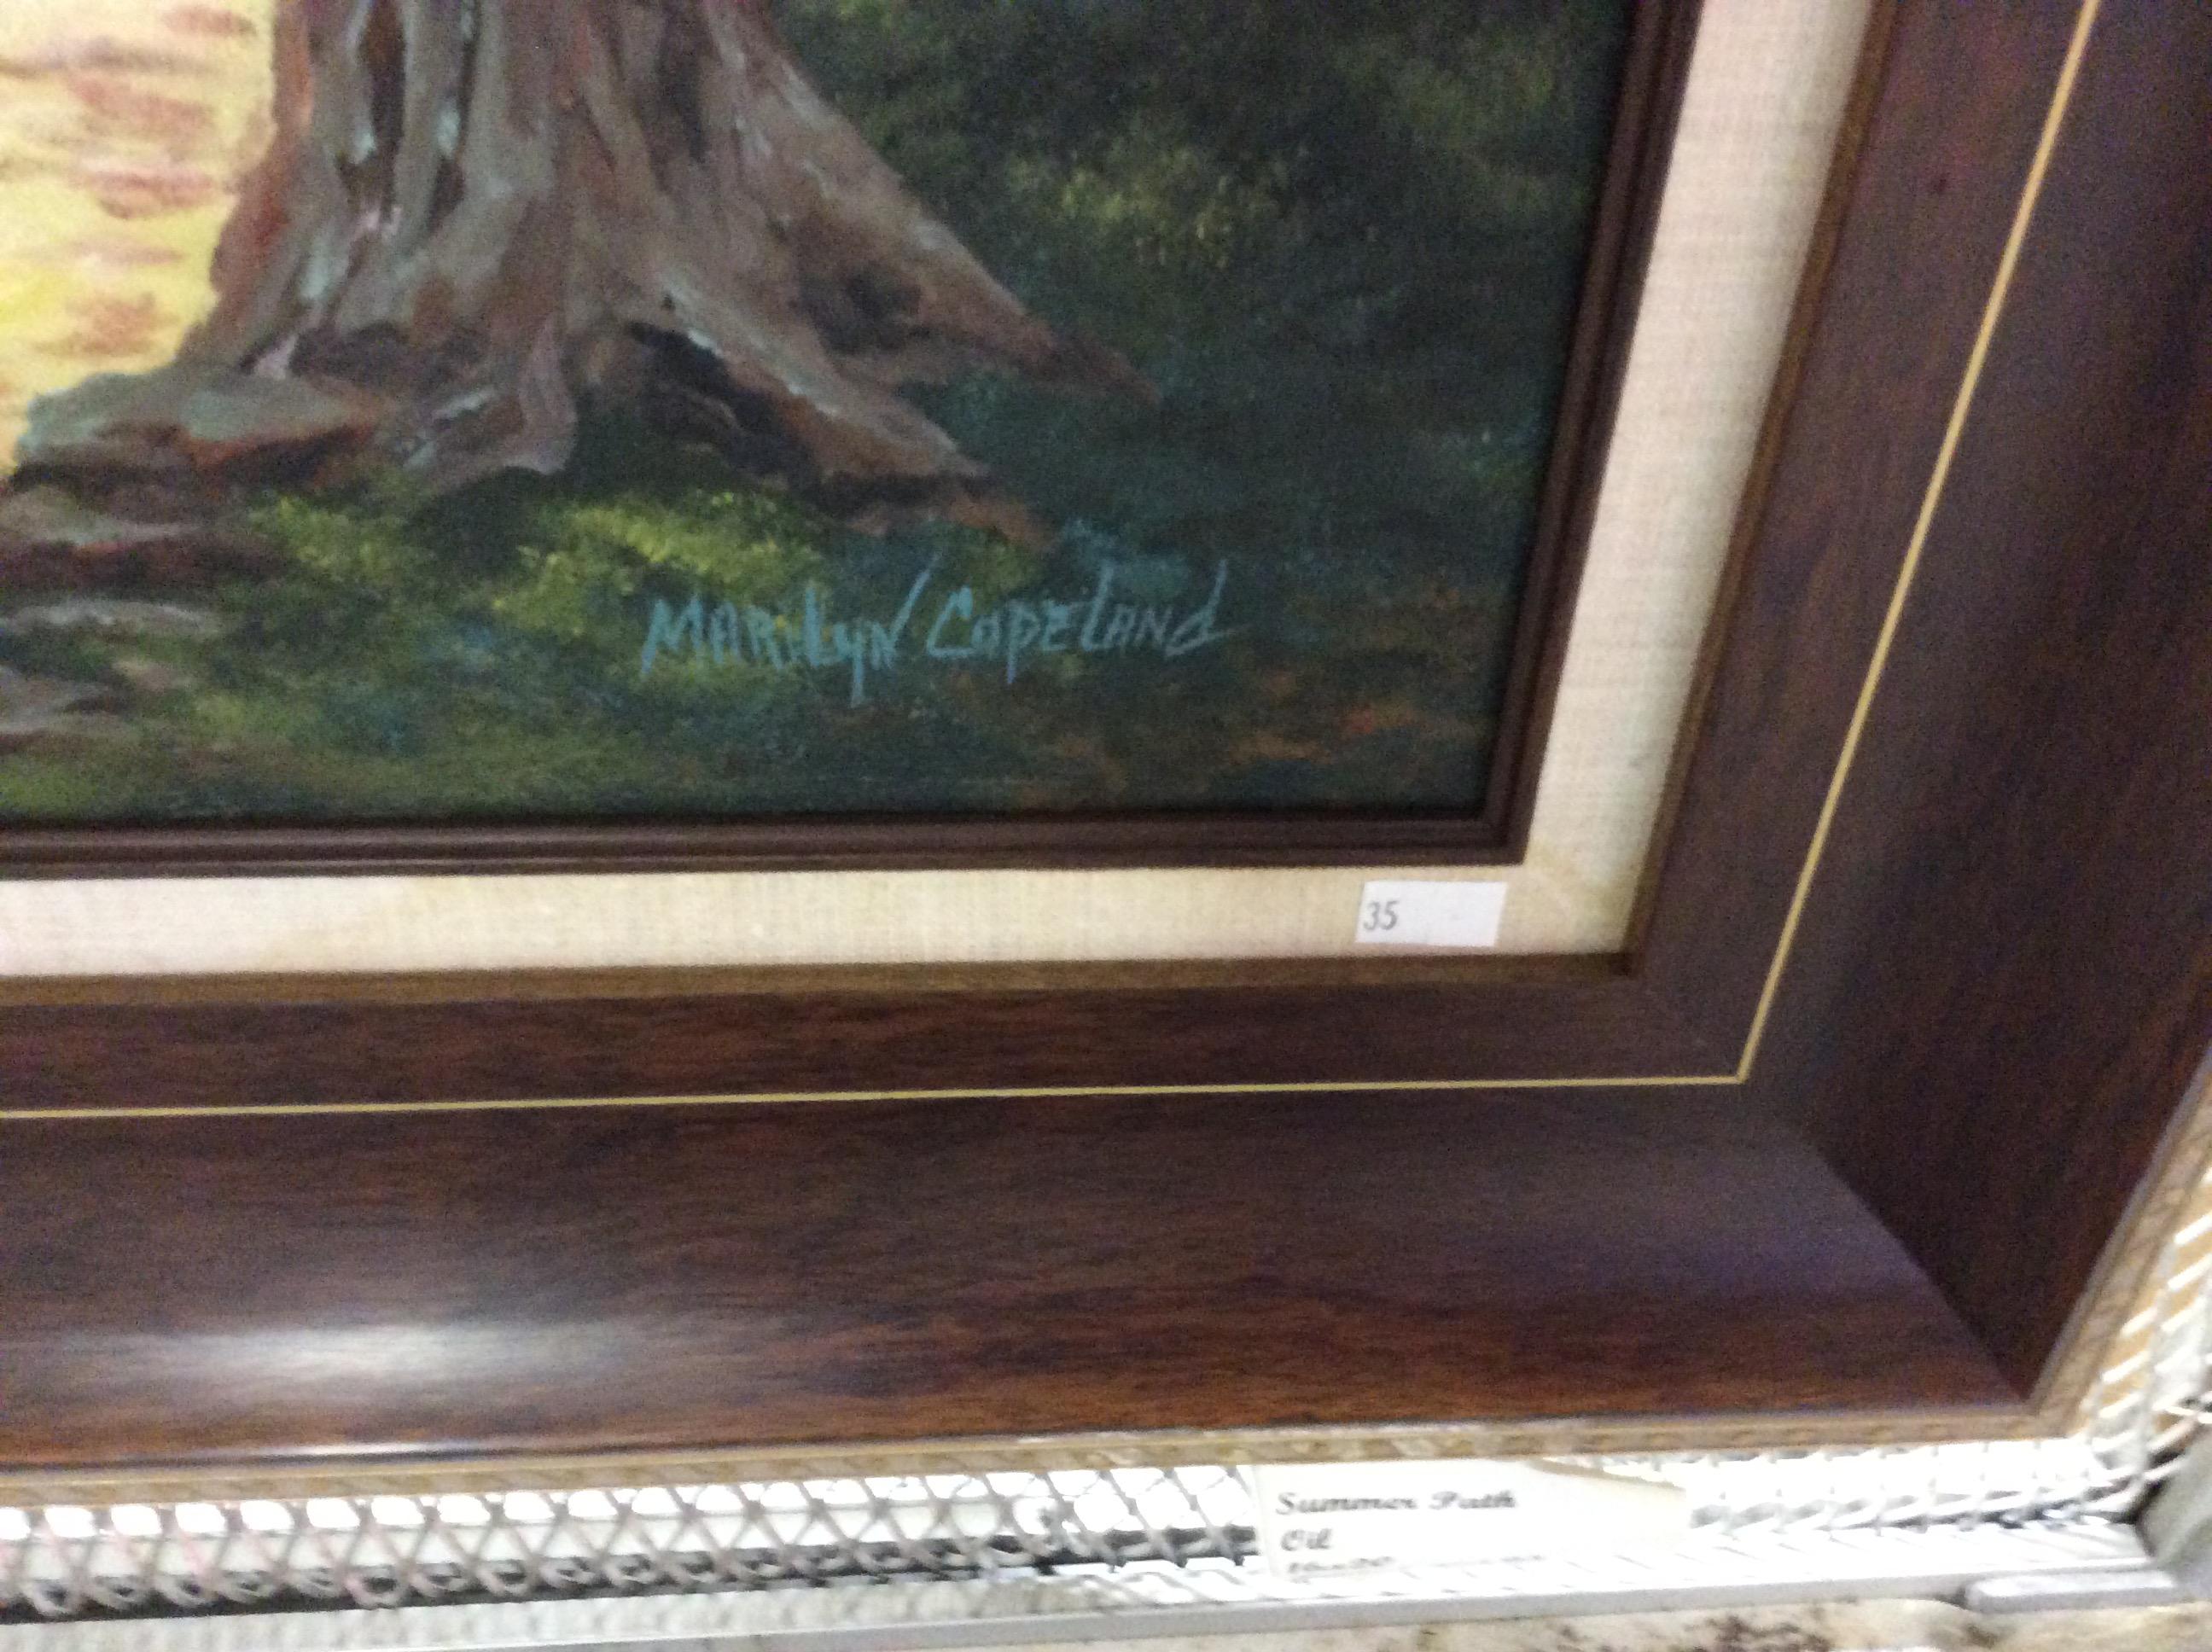 MARiLyN CopeLANd
35
Summer Path
Oil